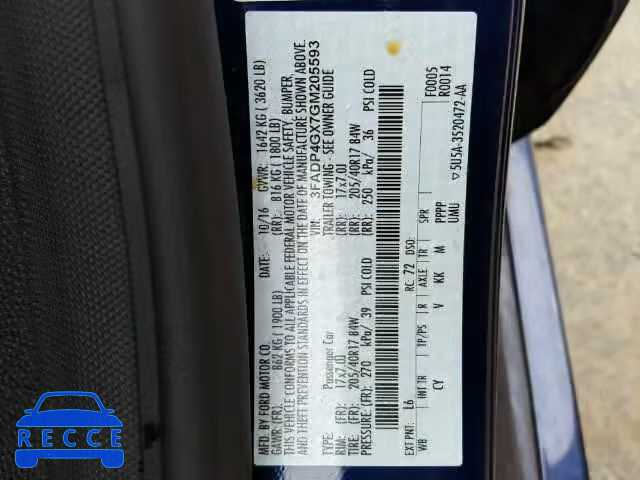 MFD. BY FORD MOTOR CO.
DATE: 10/16 GVWR: 1642 KG ( 3620 LB)
GAWR: (FR): 862 KG ( 1900 LB) (RR): 816 KG ( 1800 LB)
THIS VEHICLE CONFORMS TO ALL APPLICABLE FEDERAL MOTOR VEHICLE SAFETY, BUMPER,
AND THEFT PREVENTION STANDARDS IN EFFECT ON THE DATE OF MANUFACTURE SHOWN ABOVE.
VIN: 3FADP4GX7GM205593
TYPE: Passenger Car TRAILER TOWING - SEE OWNER GUIDE
RIM: (FR): 17x7.0J (RR): 17x7.0J
TIRE: (FR): 205/40R17 84W (RR): 205/40R17 84W
PRESSURE: (FR): 270 kPa/ 39 PSI COLD (RR): 250 kPa/ 36 PSI COLD
EXT PNT: L6 RC: 72 DSO: F0005
R0014
WB INT TR TP/PS R AXLE TR SPR
CY V KK M PPPP
UMU
▽ 5U5A-3520472-AA
RECCE